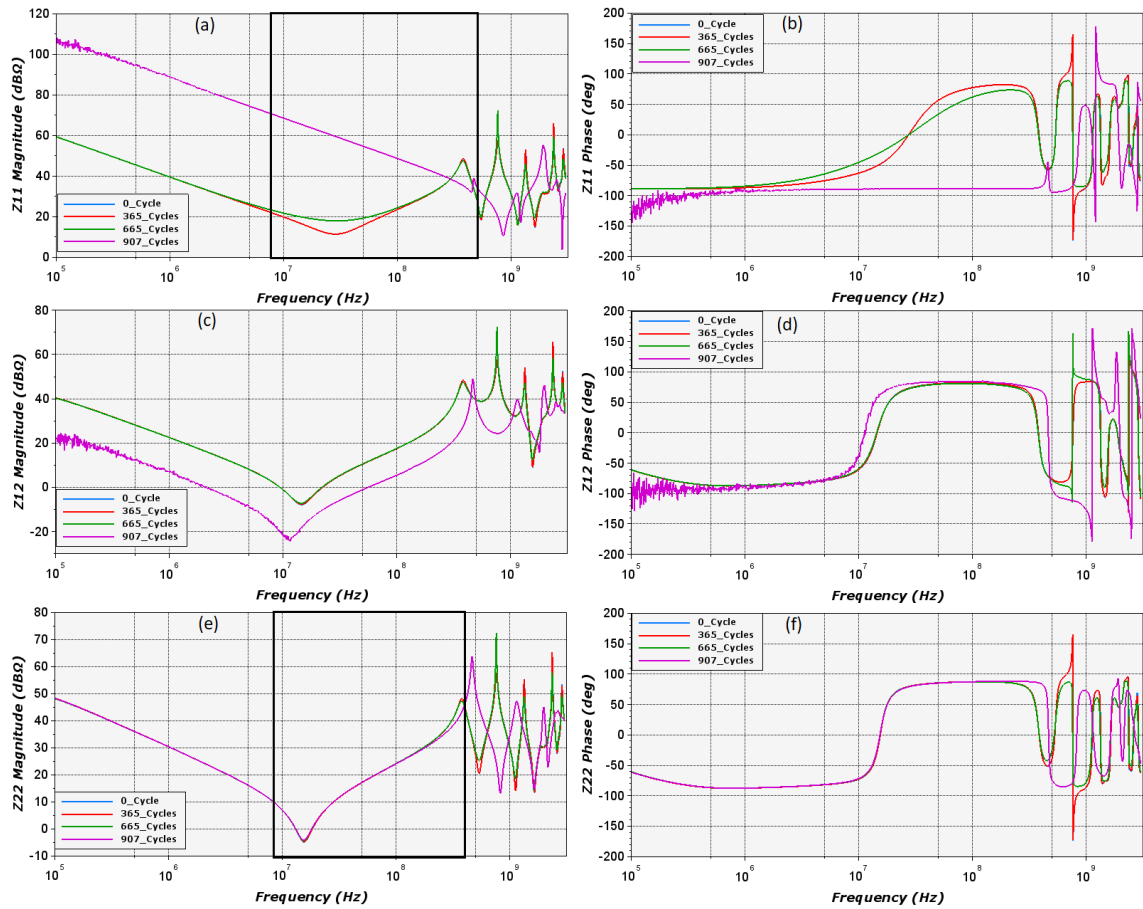 (a)
Z11 Magnitude (dBΩ)
120
100
80
60
40
20
0
0_Cycle
365_Cycles
665_Cycles
907_Cycles
10^5 10^6 10^7 10^8 10^9
Frequency (Hz)
(b)
Z11 Phase (deg)
200
150
100
50
0
-50
-100
-150
-200
0_Cycle
365_Cycles
665_Cycles
907_Cycles
10^5 10^6 10^7 10^8 10^9
Frequency (Hz)
(c)
Z12 Magnitude (dBΩ)
80
60
40
20
0
-20
0_Cycle
365_Cycles
665_Cycles
907_Cycles
10^5 10^6 10^7 10^8 10^9
Frequency (Hz)
(d)
Z12 Phase (deg)
200
150
100
50
0
-50
-100
-150
-200
0_Cycle
365_Cycles
665_Cycles
907_Cycles
10^5 10^6 10^7 10^8 10^9
Frequency (Hz)
(e)
Z22 Magnitude (dBΩ)
80
70
60
50
40
30
20
10
0
-10
0_Cycle
365_Cycles
665_Cycles
907_Cycles
10^5 10^6 10^7 10^8 10^9
Frequency (Hz)
(f)
Z22 Phase (deg)
200
150
100
50
0
-50
-100
-150
-200
0_Cycle
365_Cycles
665_Cycles
907_Cycles
10^5 10^6 10^7 10^8 10^9
Frequency (Hz)